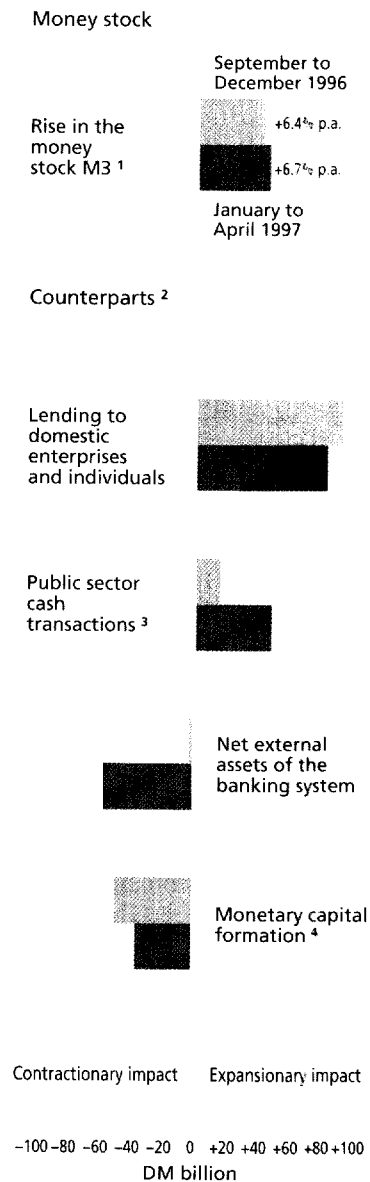 Money stock
September to
December 1996
Rise in the
money
stock M3 ¹
+6.4% p.a.
+6.7% p.a.
January to
April 1997
Counterparts ²
Lending to
domestic
enterprises
and individuals
Public sector
cash
transactions ³
Net external
assets of the
banking system
Monetary capital
formation ⁴
Contractionary impact Expansionary impact
−100 −80 −60 −40 −20 0 +20 +40 +60 +80 +100
DM billion